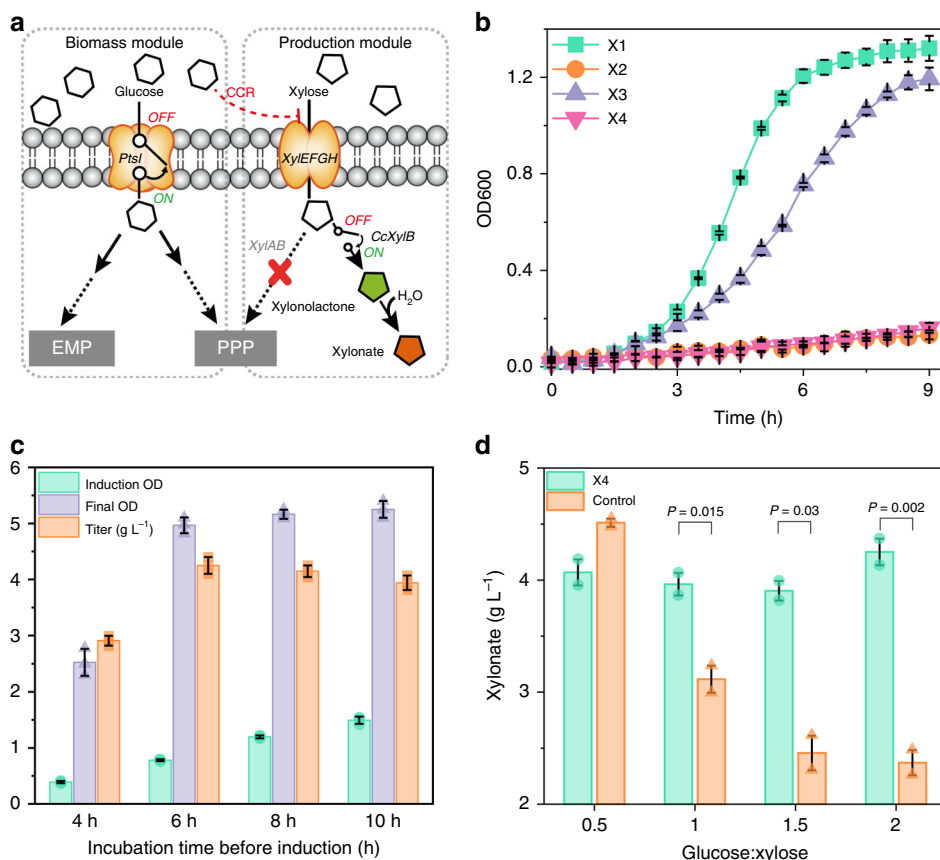 a
Biomass module
Production module
Glucose
Xylose
CCR
OFF
PtsI
XylEFGH
ON
OFF
CcXylB
ON
XylAB
Xylonolactone
H2O
EMP
PPP
Xylonate
b
X1
X2
X3
X4
OD600
1.2
0.8
0.4
0.0
0 3 6 9
Time (h)
c
Induction OD
Final OD
Titer (g L−1)
6
5
4
3
2
1
0
4 h 6 h 8 h 10 h
Incubation time before induction (h)
d
X4
Control
P = 0.015
P = 0.03
P = 0.002
Xylonate (g L−1)
5
4
3
2
0.5 1 1.5 2
Glucose:xylose